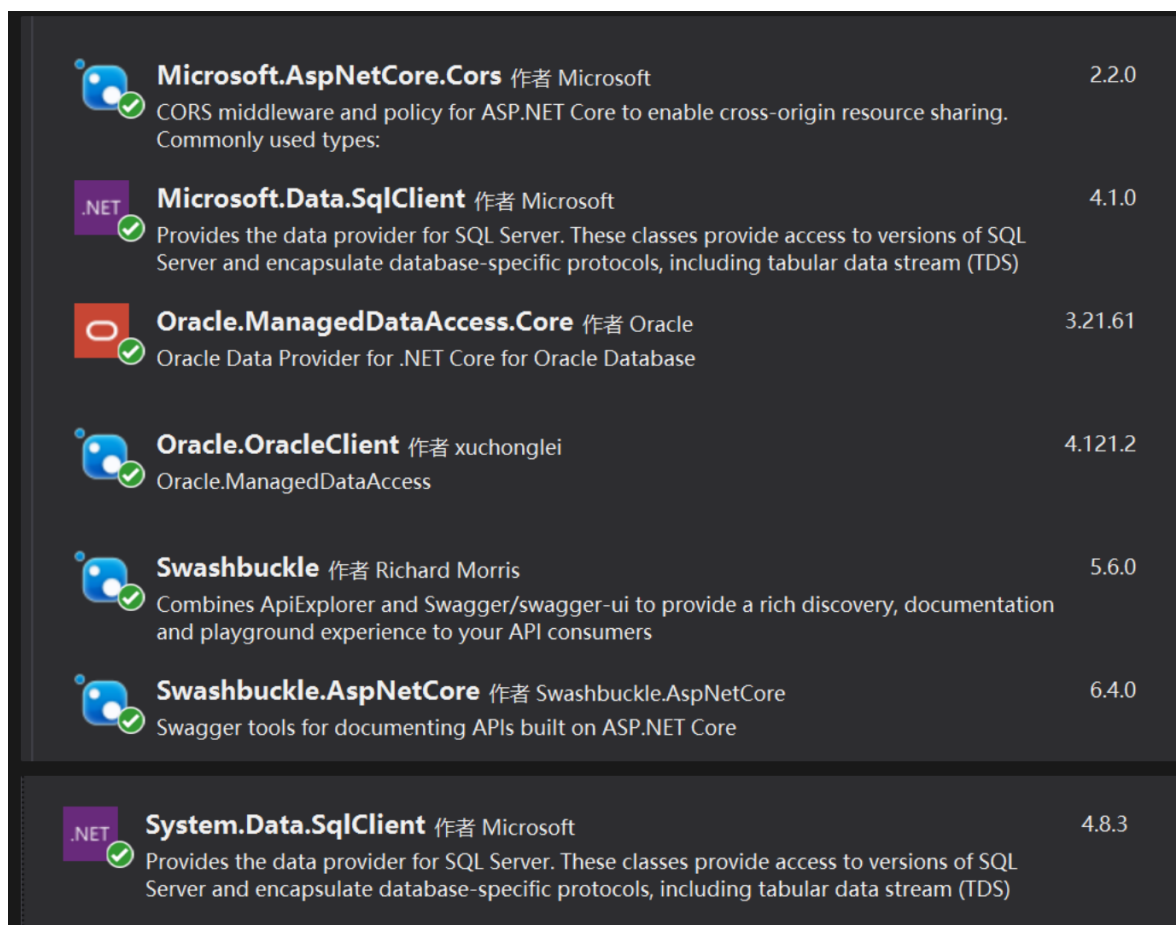 Microsoft.AspNetCore.Cors 作者 Microsoft 2.2.0
CORS middleware and policy for ASP.NET Core to enable cross-origin resource sharing.
Commonly used types:
.NET
Microsoft.Data.SqlClient 作者 Microsoft 4.1.0
Provides the data provider for SQL Server. These classes provide access to versions of SQL
Server and encapsulate database-specific protocols, including tabular data stream (TDS)
Oracle.ManagedDataAccess.Core 作者 Oracle 3.21.61
Oracle Data Provider for .NET Core for Oracle Database
Oracle.OracleClient 作者 xuchonglei 4.121.2
Oracle.ManagedDataAccess
Swashbuckle 作者 Richard Morris 5.6.0
Combines ApiExplorer and Swagger/swagger-ui to provide a rich discovery, documentation
and playground experience to your API consumers
Swashbuckle.AspNetCore 作者 Swashbuckle.AspNetCore 6.4.0
Swagger tools for documenting APIs built on ASP.NET Core
.NET
System.Data.SqlClient 作者 Microsoft 4.8.3
Provides the data provider for SQL Server. These classes provide access to versions of SQL
Server and encapsulate database-specific protocols, including tabular data stream (TDS)